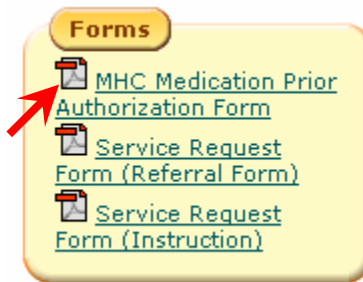 Forms
MHC Medication Prior
Authorization Form
Service Request
Form (Referral Form)
Service Request
Form (Instruction)